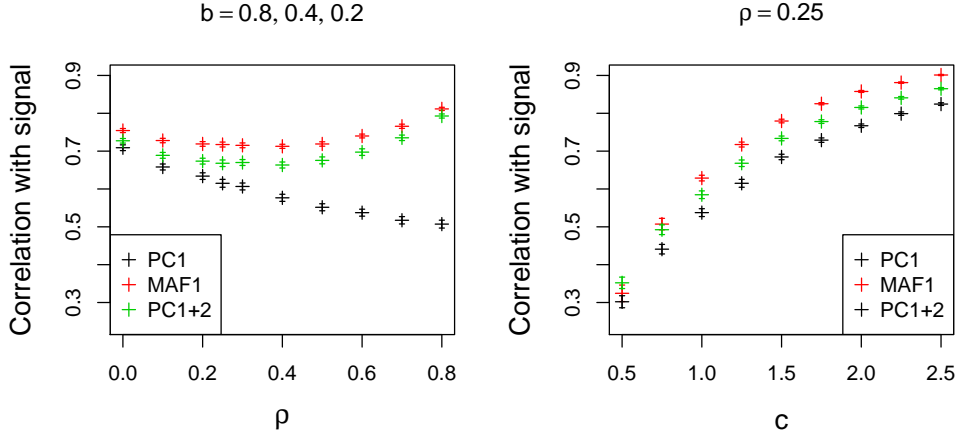 b = 0.8, 0.4, 0.2
Correlation with signal
0.9
0.7
0.5
0.3
PC1
MAF1
PC1+2
0.0 0.2 0.4 0.6 0.8
ρ
ρ = 0.25
Correlation with signal
0.9
0.7
0.5
0.3
PC1
MAF1
PC1+2
0.5 1.0 1.5 2.0 2.5
c